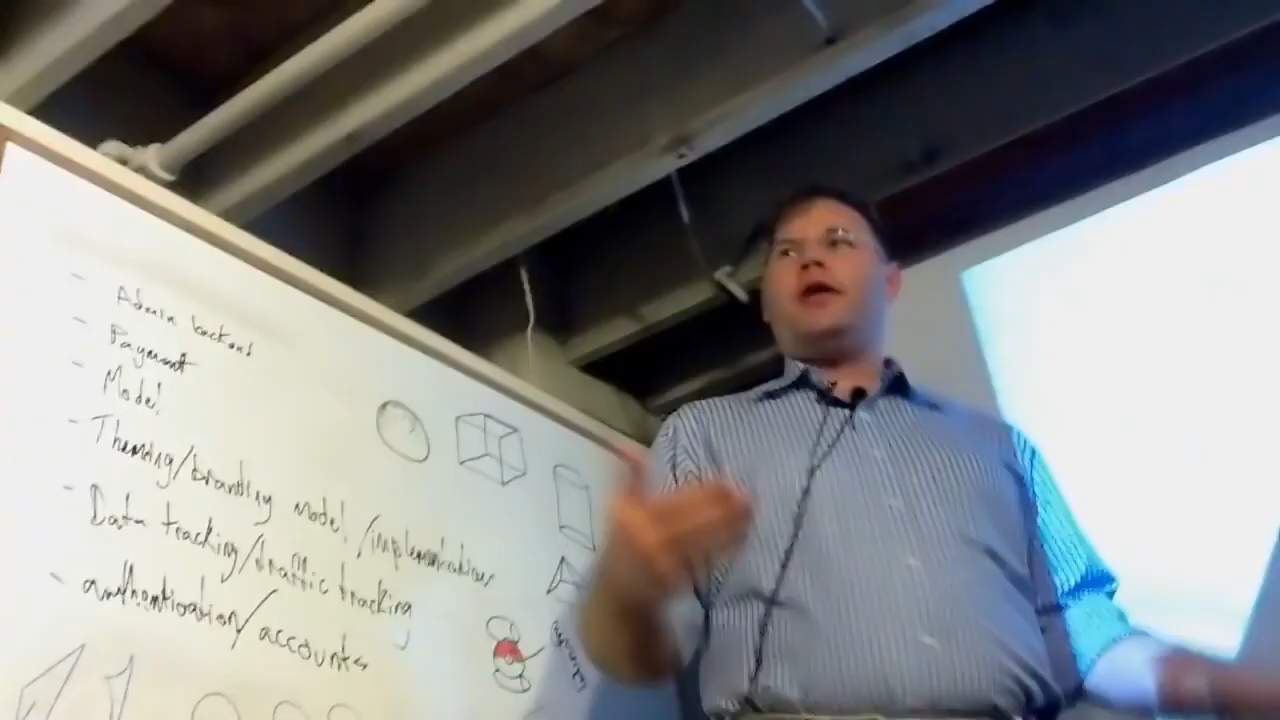 - Admin backend
- Payment
- Model
- Theming/branding model/implementation
- Data tracking/traffic tracking
- authentication/accounts